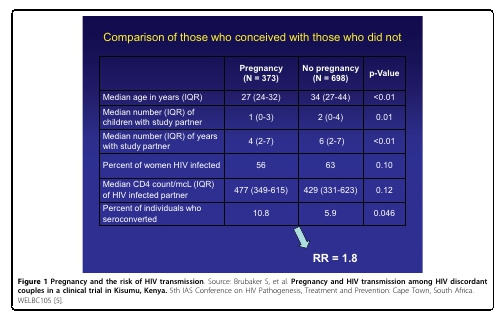 Comparison of those who conceived with those who did not
Pregnancy (N = 373) No pregnancy (N = 698) p-Value
Median age in years (IQR) 27 (24-32) 34 (27-44) <0.01
Median number (IQR) of children with study partner 1 (0-3) 2 (0-4) 0.01
Median number (IQR) of years with study partner 4 (2-7) 6 (2-7) <0.01
Percent of women HIV infected 56 63 0.10
Median CD4 count/mcL (IQR) of HIV infected partner 477 (349-615) 429 (331-623) 0.12
Percent of individuals who seroconverted 10.8 5.9 0.046
RR = 1.8
Figure 1 Pregnancy and the risk of HIV transmission. Source: Brubaker S, et al. Pregnancy and HIV transmission among HIV discordant
couples in a clinical trial in Kisumu, Kenya. 5th IAS Conference on HIV Pathogenesis, Treatment and Prevention: Cape Town, South Africa.
WELBC105 [5].